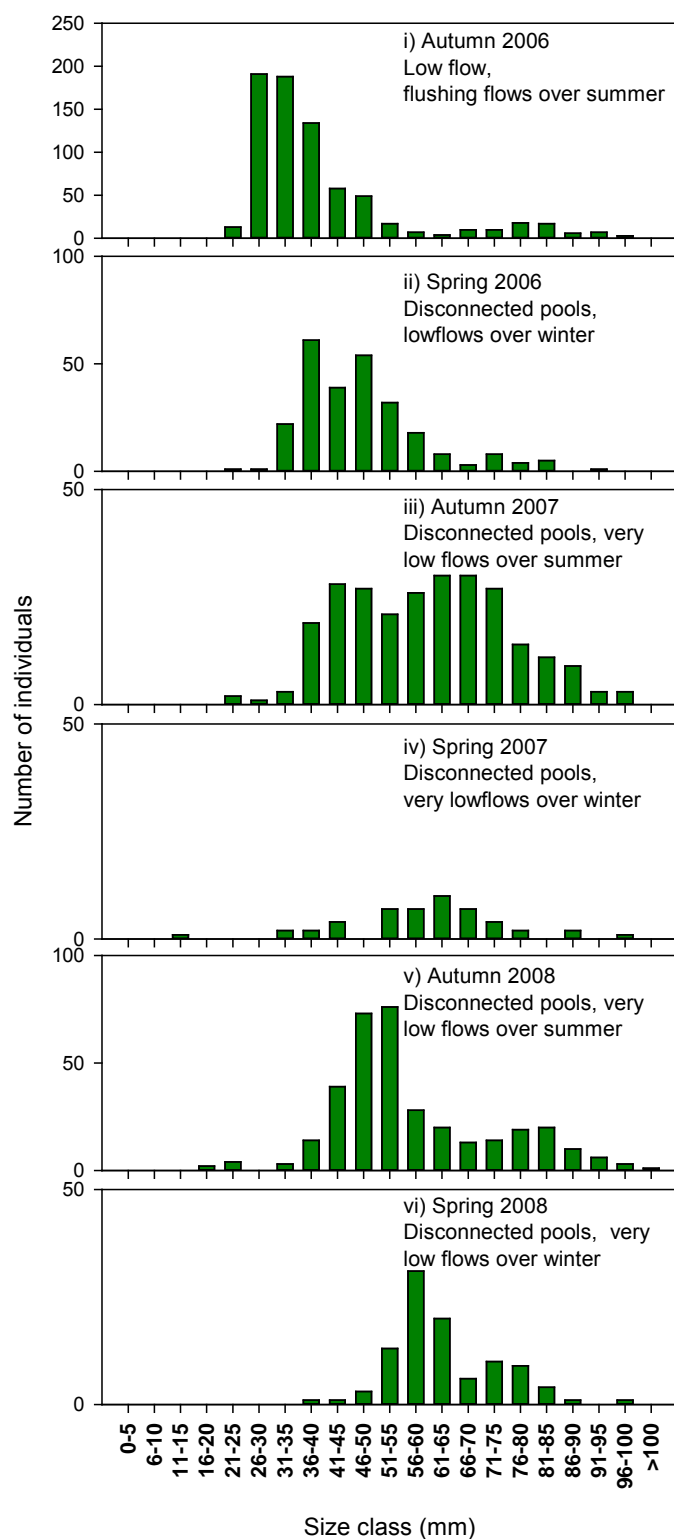 250
200
150
100
50
0
i) Autumn 2006
Low flow,
flushing flows over summer
100
50
0
ii) Spring 2006
Disconnected pools,
lowflows over winter
50
0
iii) Autumn 2007
Disconnected pools, very
low flows over summer
Number of individuals
50
0
iv) Spring 2007
Disconnected pools,
very lowflows over winter
100
50
0
v) Autumn 2008
Disconnected pools, very
low flows over summer
50
0
vi) Spring 2008
Disconnected pools, very
low flows over winter
0-5
6-10
11-15
16-20
21-25
26-30
31-35
36-40
41-45
46-50
51-55
56-60
61-65
66-70
71-75
76-80
81-85
86-90
91-95
96-100
>100
Size class (mm)